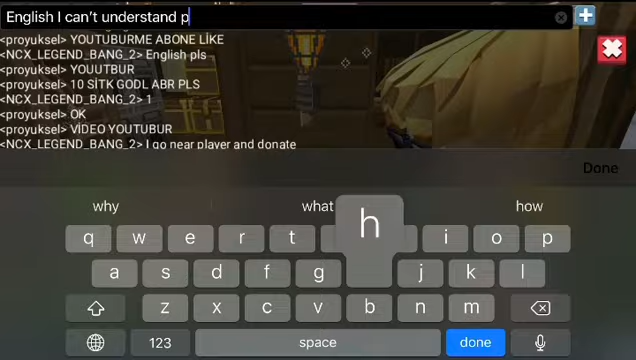 English I can't understand p
<proyuksel> YOUTUBURME ABONE LİKE
<NCX_LEGEND_BANG_2> English pls
<proyuksel> YOUUTBUR
<proyuksel> 10 SİTK GODL ABR PLS
<NCX_LEGEND_BANG_2> 1
<proyuksel> OK
<proyuksel> VİDEO YOUTUBUR
<NCX_LEGEND_BANG_2> I go near player and donate
Done
why what how
q w e r t h i o p
a s d f g j k l
z x c v b n m
123 space done